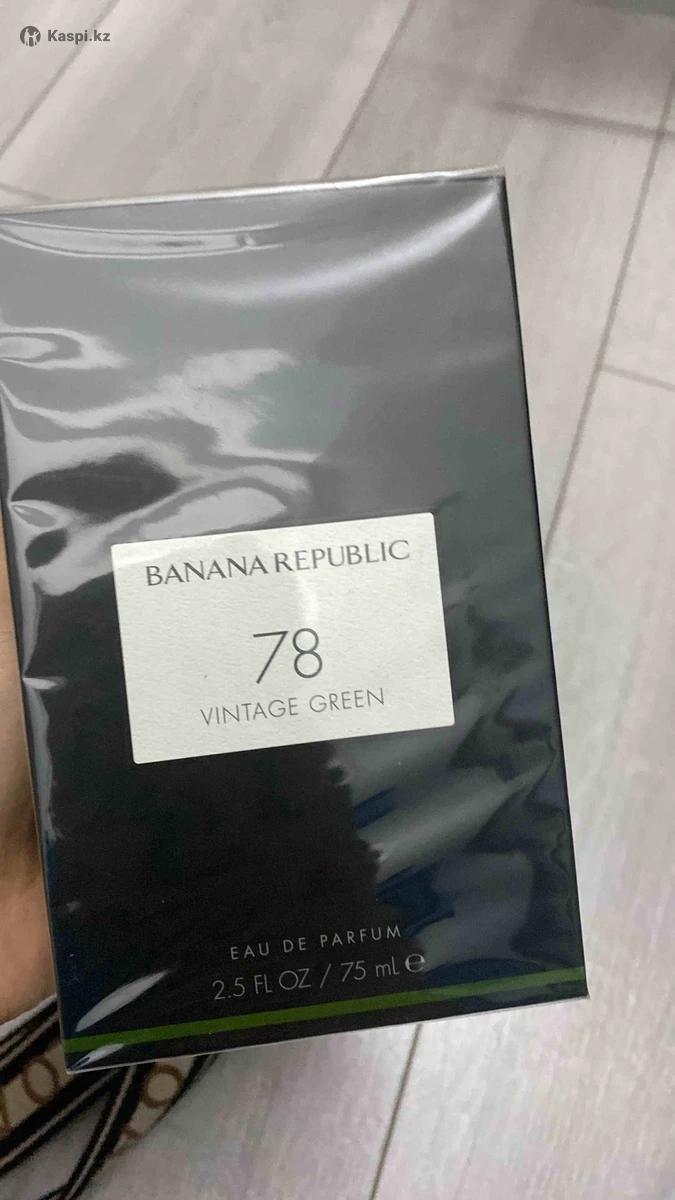 Kaspi.kz
BANANA REPUBLIC
78
VINTAGE GREEN
EAU DE PARFUM
2.5 FL OZ / 75 mL ℮